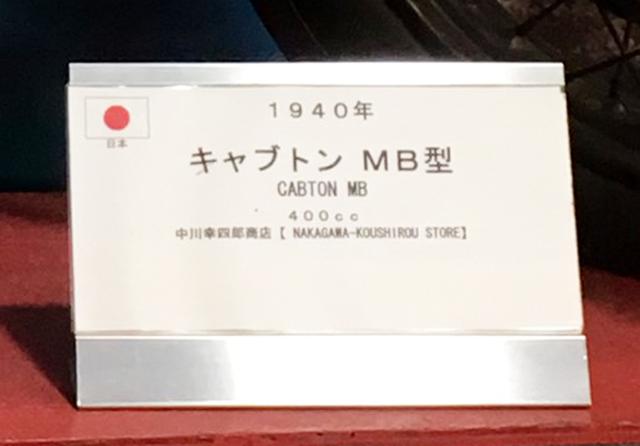 1940年
日本
キャブトン MB型
CABTON MB
400cc
中川幸四郎商店【 NAKAGAWA-KOUSHIROU STORE】